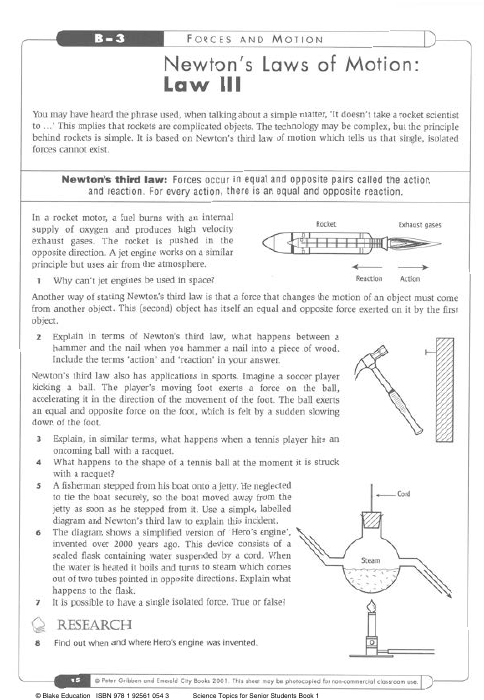 B-3
FORCES AND MOTION
Newton's Laws of Motion:
Law III
You may have heard the phrase used, when talking about a simple matter, 'It doesn't take a rocket scientist
to ...' This implies that rockets are complicated objects. The technology may be complex, but the principle
behind rockets is simple. It is based on Newton's third law of motion which tells us that single, isolated
forces cannot exist.
Newton's third law: Forces occur in equal and opposite pairs called the action
and reaction. For every action, there is an equal and opposite reaction.
In a rocket motor, a fuel burns with an internal
supply of oxygen and produces high velocity
exhaust gases. The rocket is pushed in the
opposite direction. A jet engine works on a similar
principle but uses air from the atmosphere.
Rocket
Exhaust gases
Reaction
Action
1 Why can't jet engines be used in space?
Another way of stating Newton's third law is that a force that changes the motion of an object must come
from another object. This (second) object has itself an equal and opposite force exerted on it by the first
object.
2 Explain in terms of Newton's third law, what happens between a
hammer and the nail when you hammer a nail into a piece of wood.
Include the terms 'action' and 'reaction' in your answer.
Newton's third law also has applications in sports. Imagine a soccer player
kicking a ball. The player's moving foot exerts a force on the ball,
accelerating it in the direction of the movement of the foot. The ball exerts
an equal and opposite force on the foot, which is felt by a sudden slowing
down of the foot.
3 Explain, in similar terms, what happens when a tennis player hits an
oncoming ball with a racquet.
4 What happens to the shape of a tennis ball at the moment it is struck
with a racquet?
5 A fisherman stepped from his boat onto a jetty. He neglected
to tie the boat securely, so the boat moved away from the
jetty as soon as he stepped from it. Use a simple, labelled
diagram and Newton's third law to explain this incident.
6 The diagram shows a simplified version of 'Hero's engine',
invented over 2000 years ago. This device consists of a
sealed flask containing water suspended by a cord. When
the water is heated it boils and turns to steam which comes
out of two tubes pointed in opposite directions. Explain what
happens to the flask.
7 It is possible to have a single isolated force. True or false?
Cord
Steam
RESEARCH
8 Find out when and where Hero's engine was invented.
15
© Peter Gribben and Emerald City Books 2001. This sheet may be photocopied for non-commercial classroom use.
© Blake Education ISBN 978 1 92561 054 3 Science Topics for Senior Students Book 1